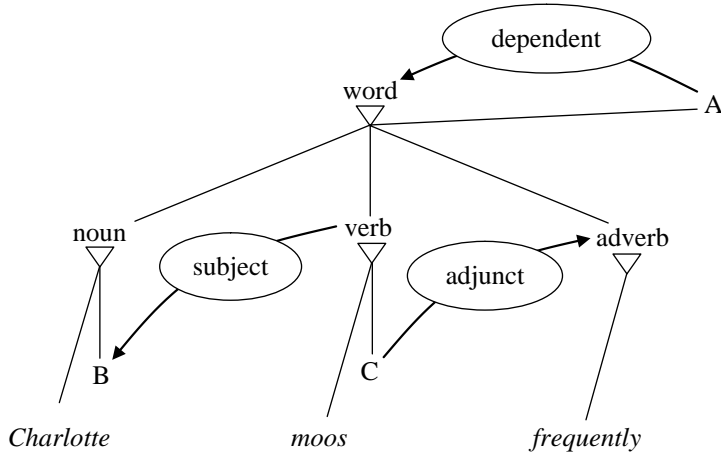 dependent
word
A
noun
verb
adverb
subject
adjunct
B
C
Charlotte
moos
frequently